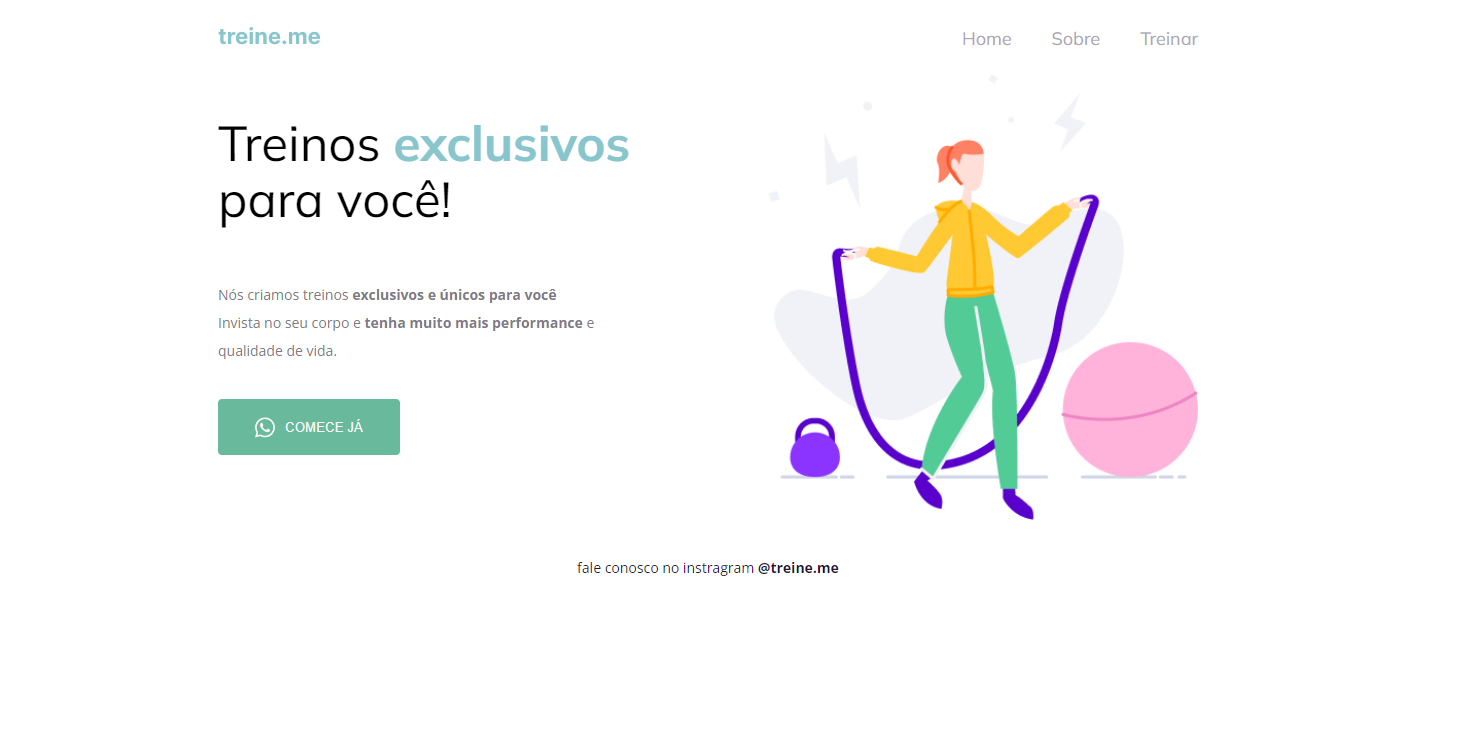 treine.me
Home Sobre Treinar
Treinos exclusivos
para você!
Nós criamos treinos exclusivos e únicos para você
Invista no seu corpo e tenha muito mais performance e
qualidade de vida.
COMECE JÁ
fale conosco no instragram @treine.me